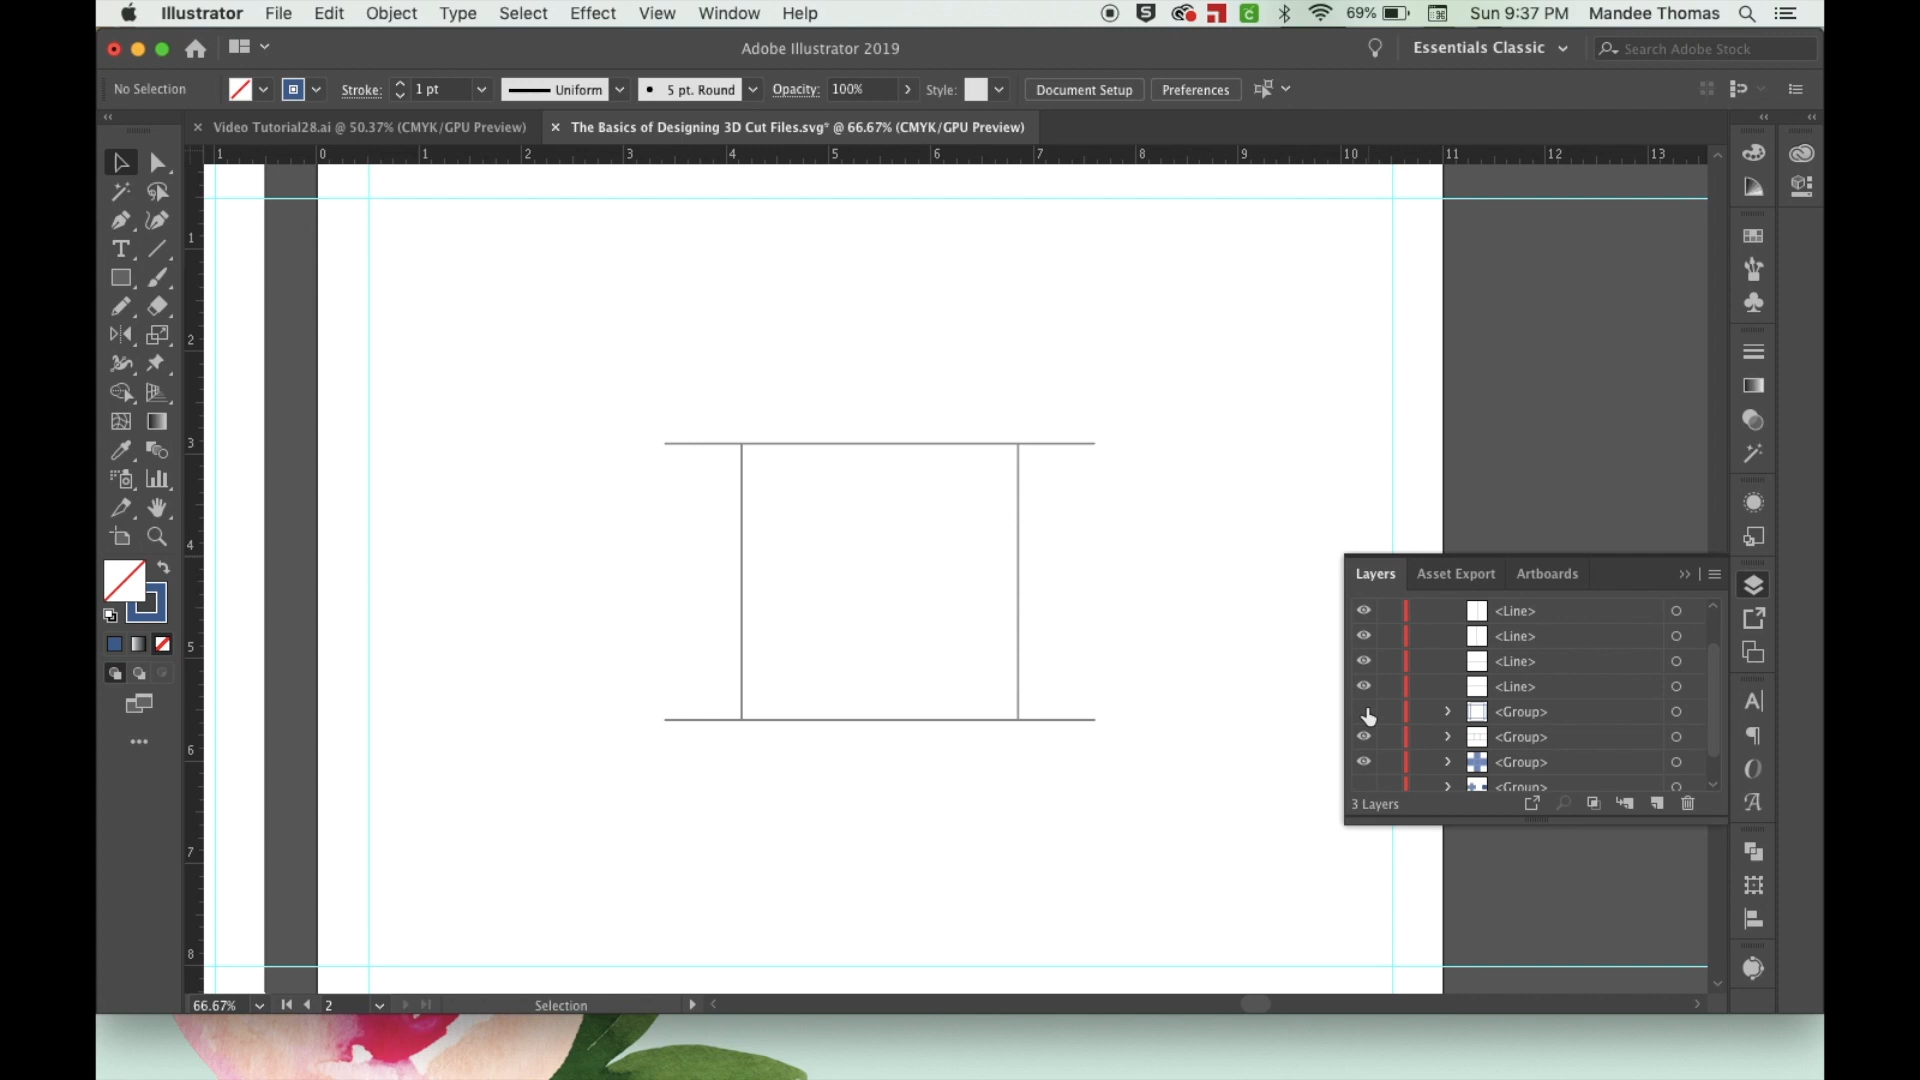 Illustrator File Edit Object Type Select Effect View Window Help 69% Sun 9:37 PM Mandee Thomas
Adobe Illustrator 2019 Essentials Classic Search Adobe Stock
No Selection Stroke: 1 pt Uniform 5 pt. Round Opacity: 100% Style: Document Setup Preferences
Video Tutorial28.ai @ 50.37% (CMYK/GPU Preview) The Basics of Designing 3D Cut Files.svg* @ 66.67% (CMYK/GPU Preview)
1 0 1 2 3 4 5 6 7 8 9 10 11 12 13
1
2
3
4
5
6
7
8
Layers Asset Export Artboards
<Line>
<Line>
<Line>
<Line>
<Group>
<Group>
<Group>
<Group>
3 Layers
66.67% 2 Selection